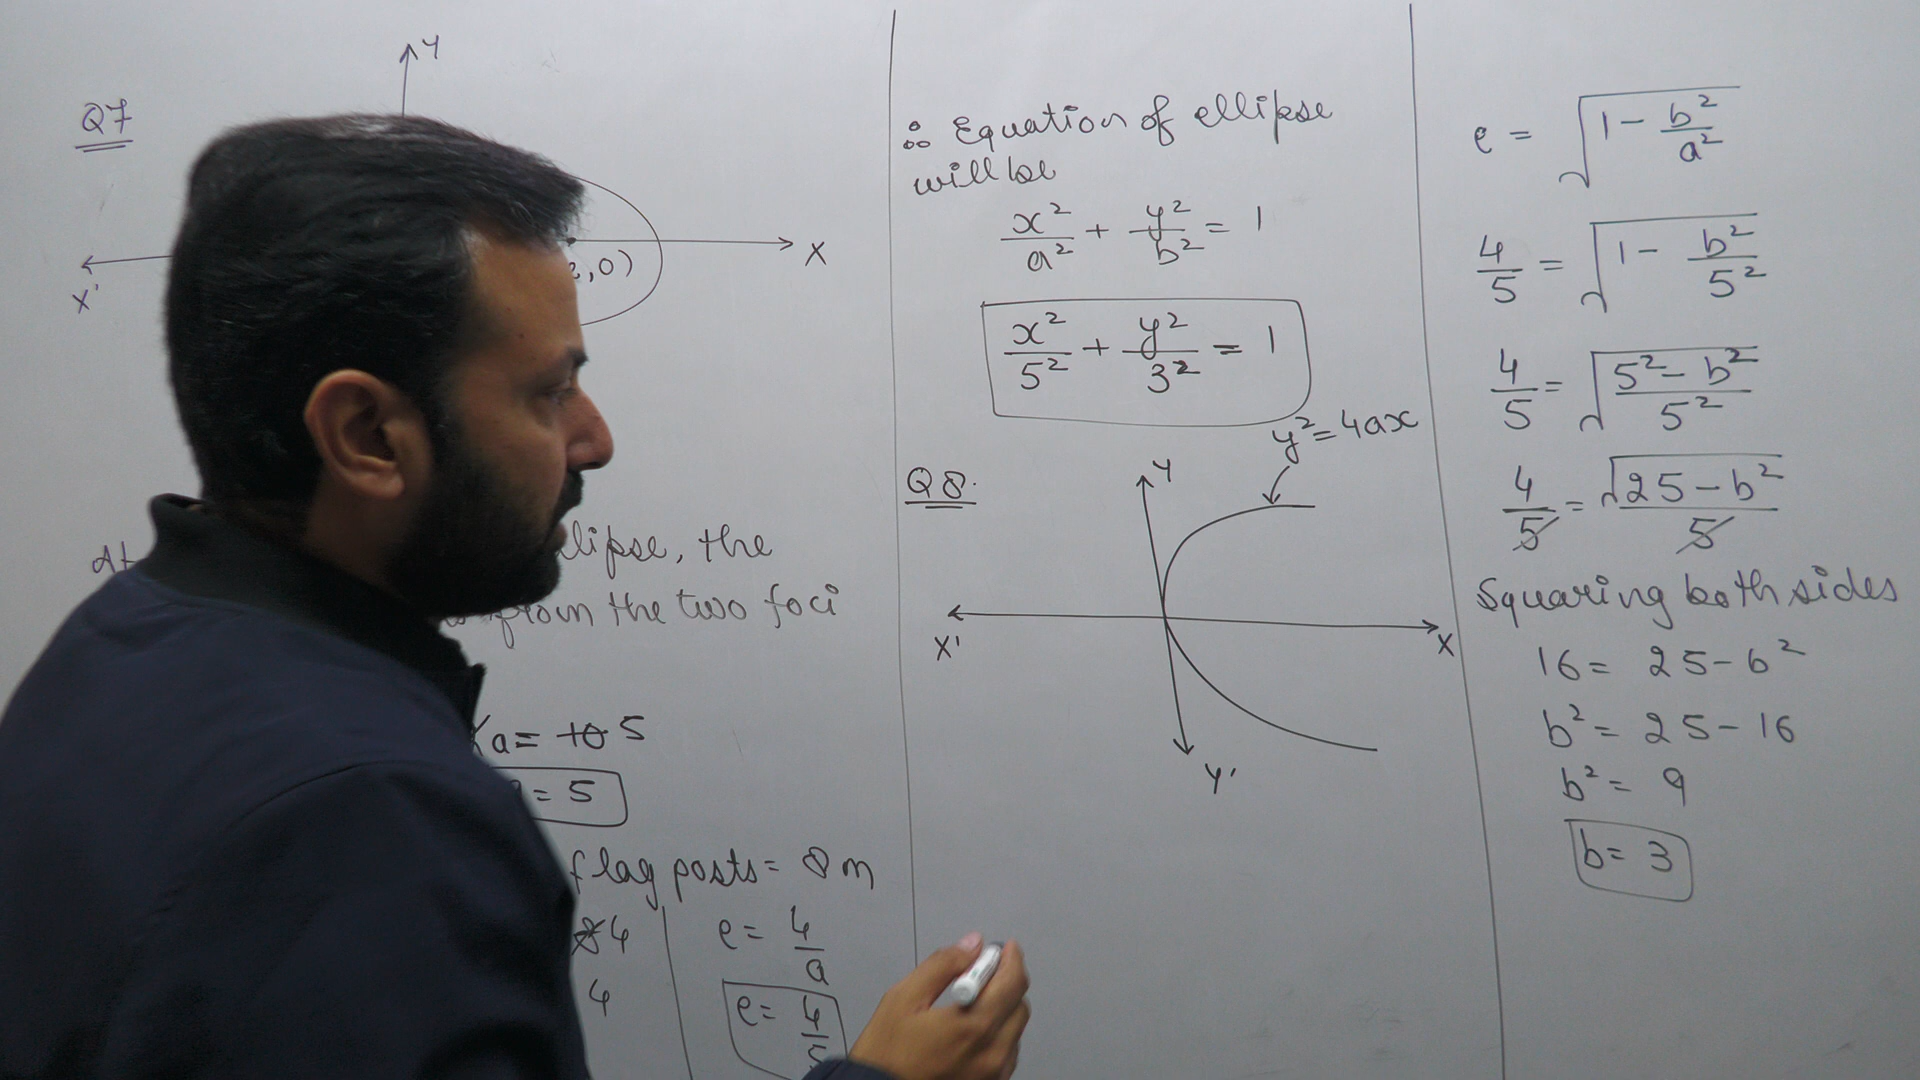 Q7
Y
X
X'
,0)
lipse, the
from the two foci
a = 10 5
= 5
flag posts = 8m
8 4
4
e = 4/a
e = 4/5
∴ Equation of ellipse
will be
x²/a² + y²/b² = 1
x²/5² + y²/3² = 1
y² = 4ax
Q8.
Y
X'
X
Y'
e = √(1 - b²/a²)
4/5 = √(1 - b²/5²)
4/5 = √((5² - b²)/5²)
4/5 = √(25 - b²)/5
Squaring both sides
16 = 25 - b²
b² = 25 - 16
b² = 9
b = 3